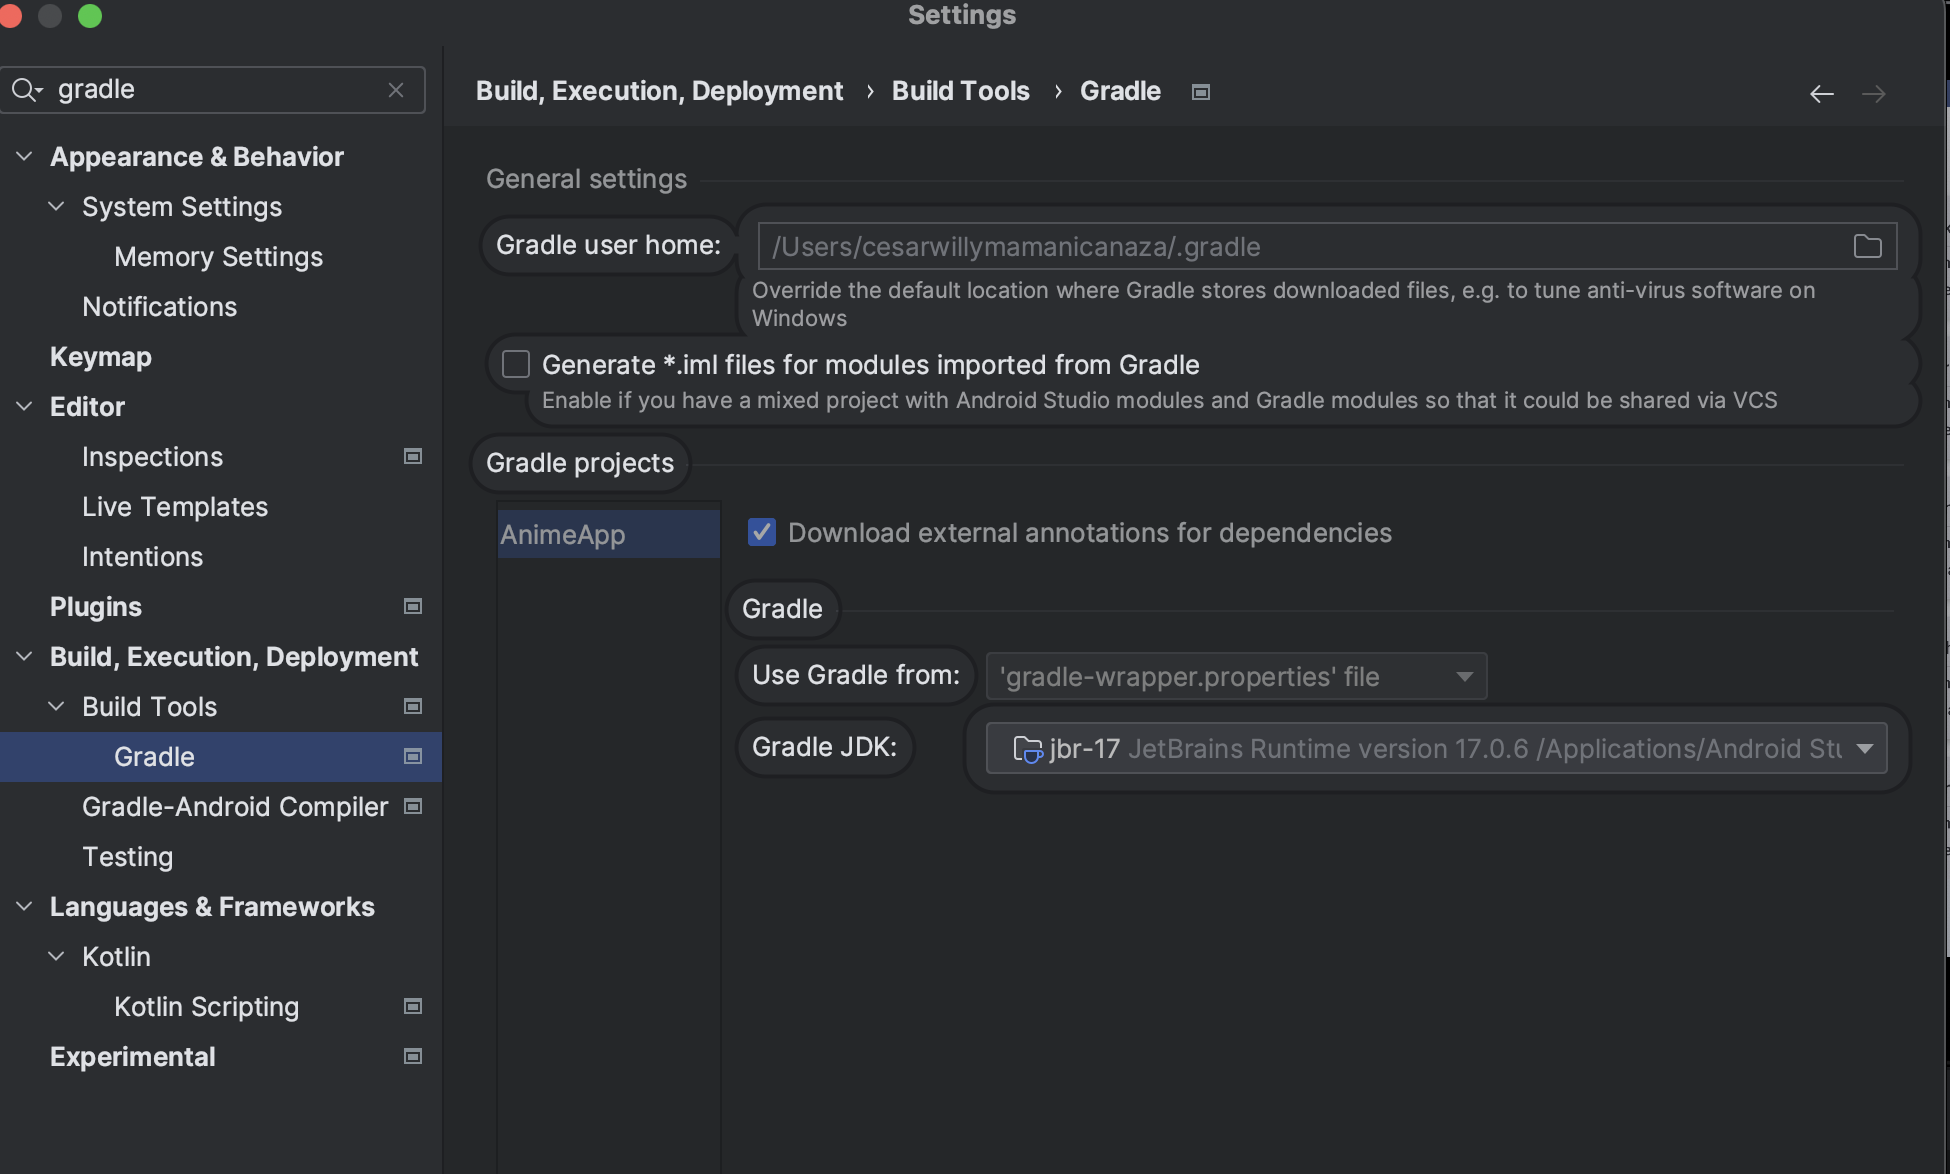 Settings
gradle
Appearance & Behavior
System Settings
Memory Settings
Notifications
Keymap
Editor
Inspections
Live Templates
Intentions
Plugins
Build, Execution, Deployment
Build Tools
Gradle
Gradle-Android Compiler
Testing
Languages & Frameworks
Kotlin
Kotlin Scripting
Experimental
Build, Execution, Deployment › Build Tools › Gradle
General settings
Gradle user home: /Users/cesarwillymamanicanaza/.gradle
Override the default location where Gradle stores downloaded files, e.g. to tune anti-virus software on
Windows
Generate *.iml files for modules imported from Gradle
Enable if you have a mixed project with Android Studio modules and Gradle modules so that it could be shared via VCS
Gradle projects
AnimeApp
Download external annotations for dependencies
Gradle
Use Gradle from: 'gradle-wrapper.properties' file
Gradle JDK: jbr-17 JetBrains Runtime version 17.0.6 /Applications/Android Stu